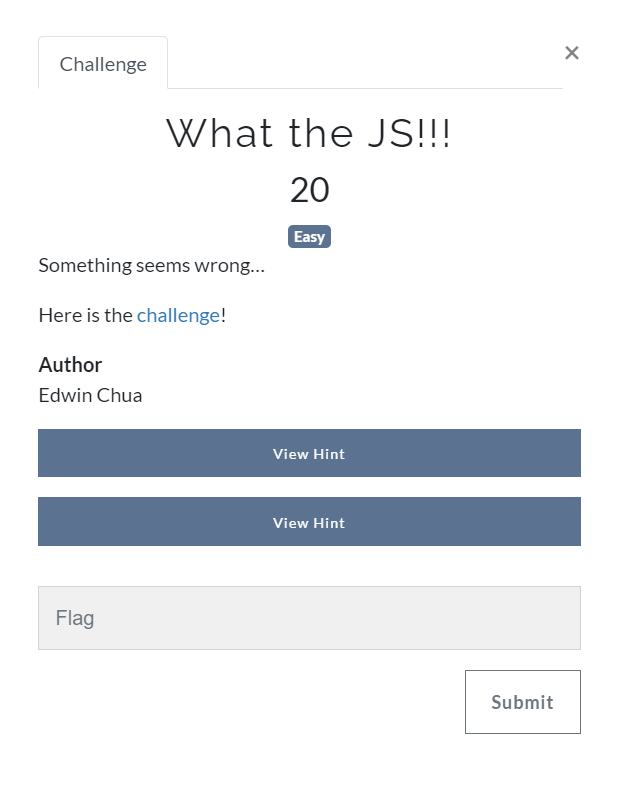 Challenge
×
What the JS!!!
20
Easy
Something seems wrong...
Here is the challenge!
Author
Edwin Chua
View Hint
View Hint
Flag
Submit